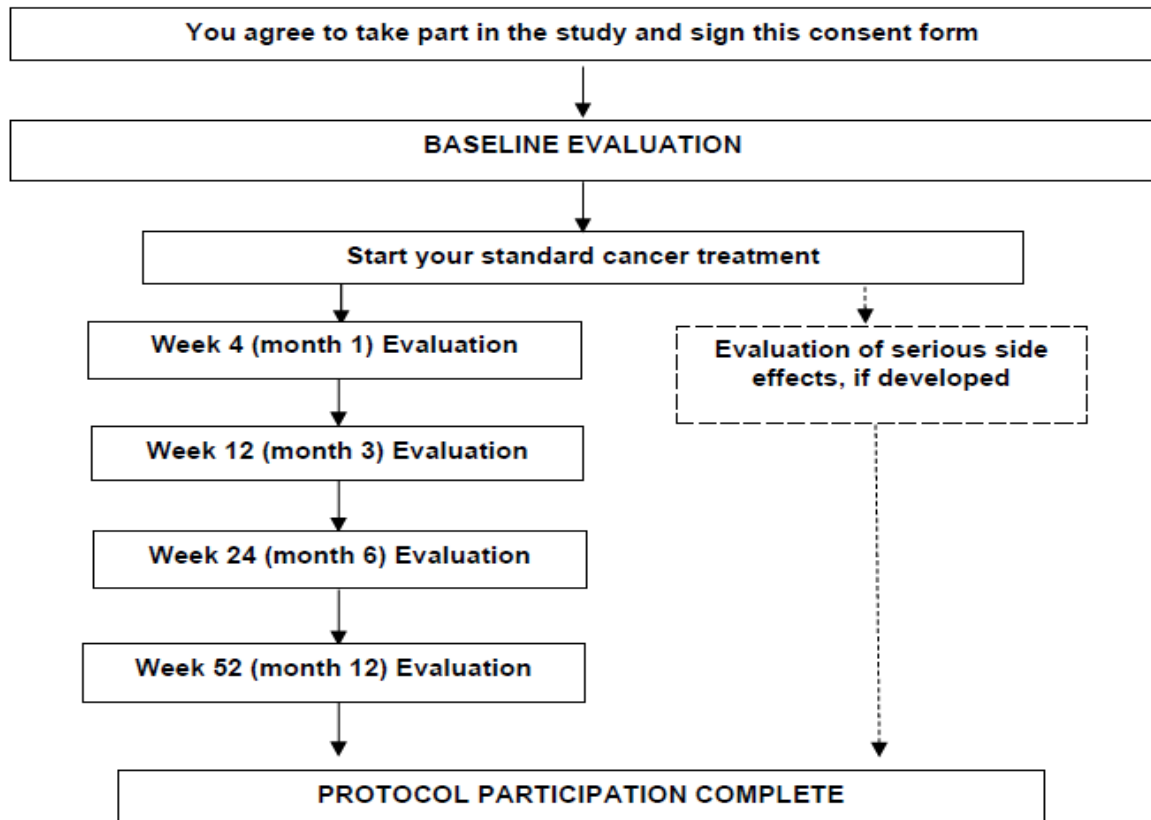 You agree to take part in the study and sign this consent form
BASELINE EVALUATION
Start your standard cancer treatment
Week 4 (month 1) Evaluation
Week 12 (month 3) Evaluation
Week 24 (month 6) Evaluation
Week 52 (month 12) Evaluation
Evaluation of serious side
effects, if developed
PROTOCOL PARTICIPATION COMPLETE